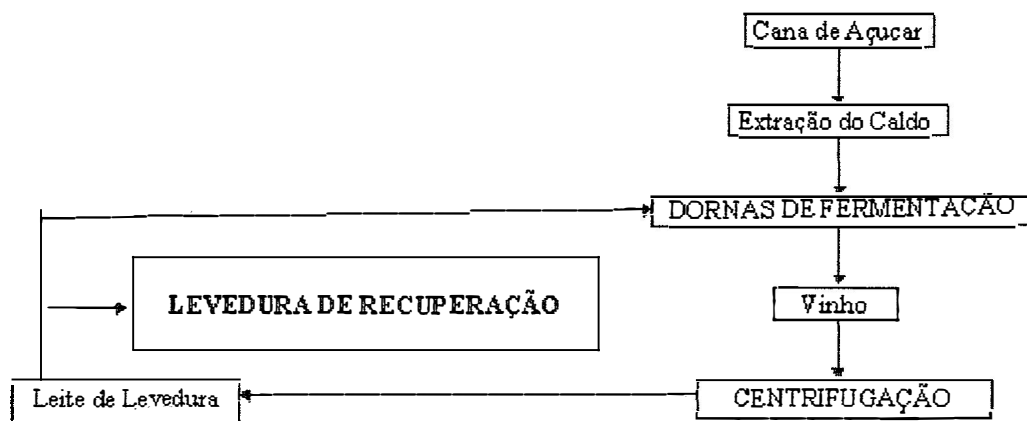 Cana de Açucar
Extração do Caldo
DORNAS DE FERMENTAÇÃO
LEVEDURA DE RECUPERAÇÃO
Vinho
Leite de Levedura
CENTRIFUGAÇÃO